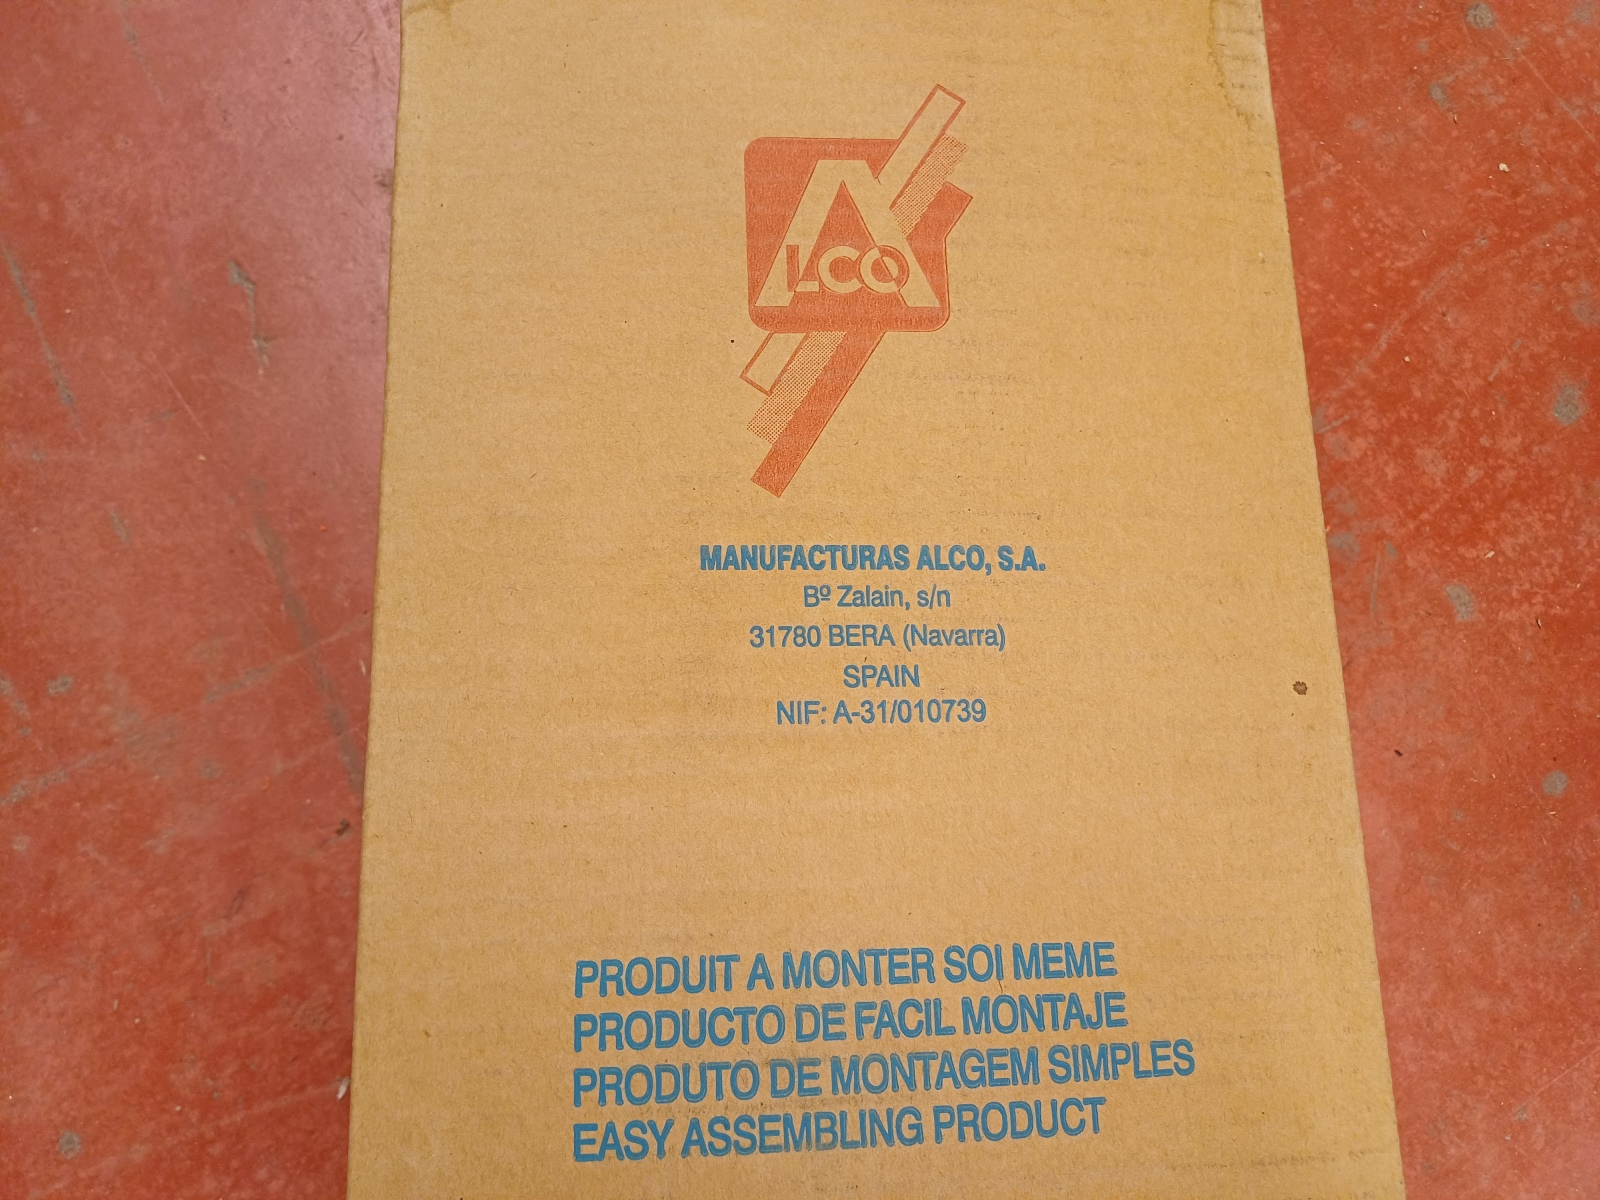 ALCO
MANUFACTURAS ALCO, S.A.
Bº Zalain, s/n
31780 BERA (Navarra)
SPAIN
NIF: A-31/010739
PRODUIT A MONTER SOI MEME
PRODUCTO DE FACIL MONTAJE
PRODUTO DE MONTAGEM SIMPLES
EASY ASSEMBLING PRODUCT